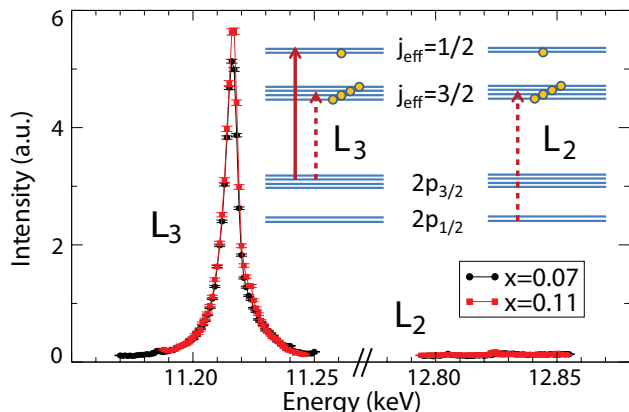 6
4
2
0
Intensity (a.u.)
j_eff=1/2
j_eff=3/2
L_3
L_2
2p_3/2
2p_1/2
L_3
L_2
x=0.07
x=0.11
11.20 11.25 // 12.80 12.85
Energy (keV)